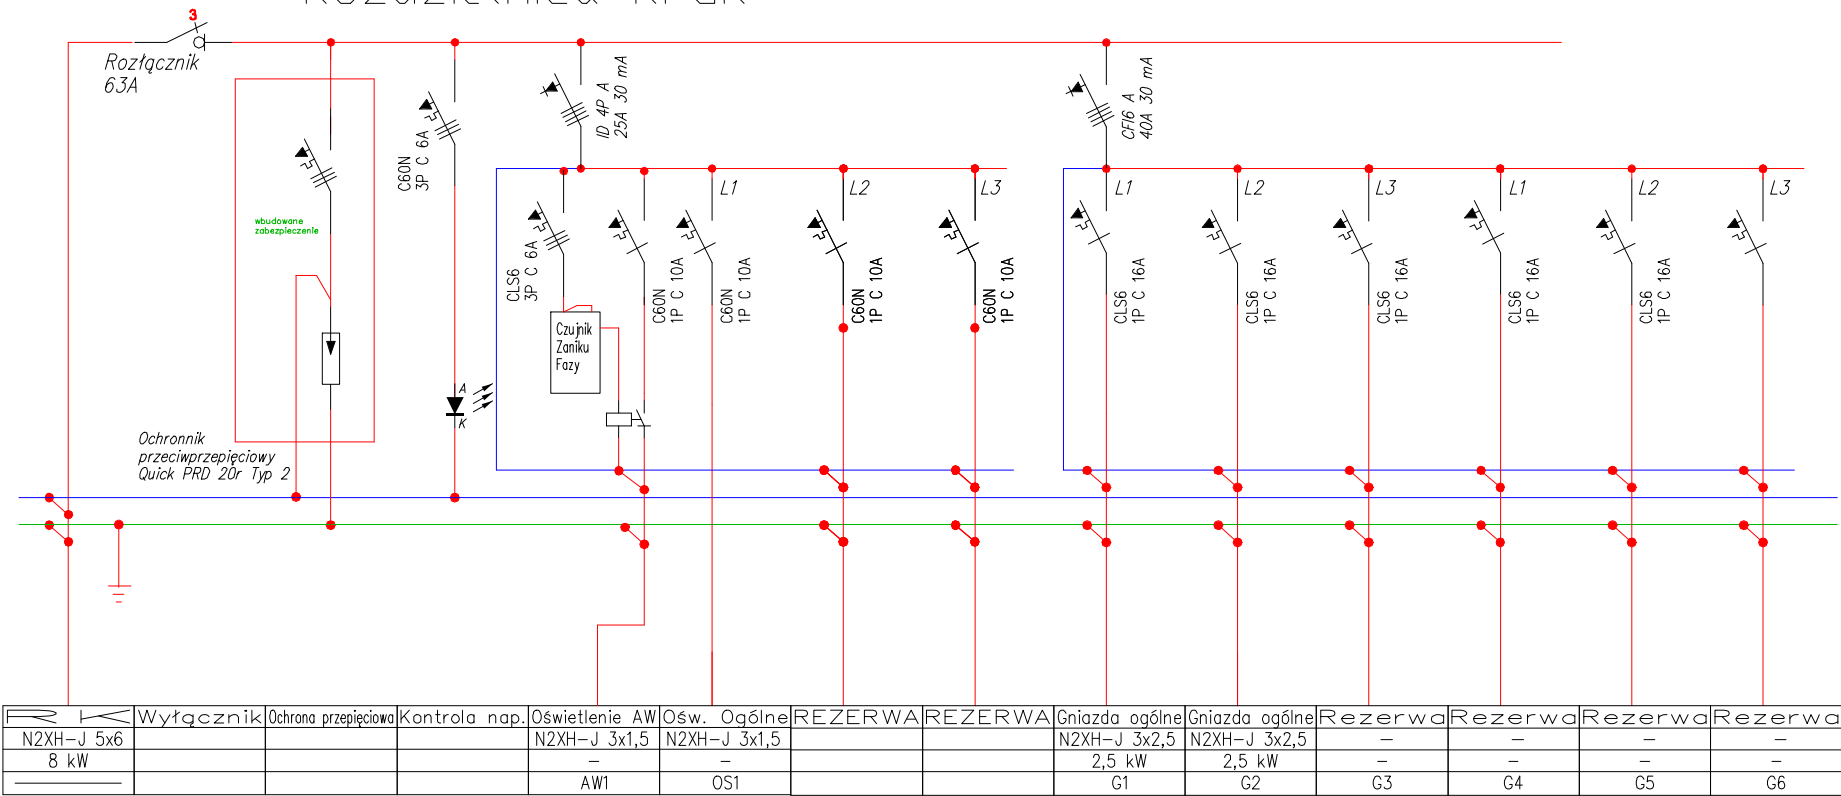 3
Rozłącznik
63A
wbudowane
zabezpieczenie
Ochronnik
przeciwprzepięciowy
Quick PRD 20r Typ 2
C60N
3P C 6A
A
K
ID 4P A
25A 30 mA
CLS6
3P C 6A
Czujnik
Zaniku
Fazy
C60N
1P C 10A
L1
C60N
1P C 10A
L2
C60N
1P C 10A
L3
C60N
1P C 10A
CFI6 A
40A 30 mA
L1
CLS6
1P C 16A
L2
CLS6
1P C 16A
L3
CLS6
1P C 16A
L1
CLS6
1P C 16A
L2
CLS6
1P C 16A
L3
R K Wyłącznik Ochrona przepięciowa Kontrola nap. Oświetlenie AW Ośw. Ogólne REZERWA REZERWA Gniazda ogólne Gniazda ogólne Rezerwa Rezerwa Rezerwa Rezerwa
N2XH-J 5x6 N2XH-J 3x1,5 N2XH-J 3x1,5 N2XH-J 3x2,5 N2XH-J 3x2,5 - - - -
8 kW - - 2,5 kW 2,5 kW - - - -
AW1 OS1 G1 G2 G3 G4 G5 G6